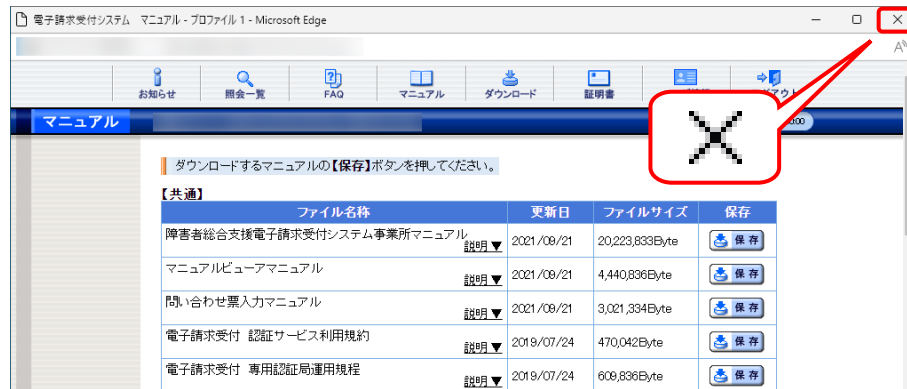 電子請求受付システム マニュアル - プロファイル 1 - Microsoft Edge
お知らせ 照会一覧 FAQ マニュアル ダウンロード 証明書
マニュアル
ダウンロードするマニュアルの【保存】ボタンを押してください。
【共通】
ファイル名称 更新日 ファイルサイズ 保存
障害者総合支援電子請求受付システム事業所マニュアル 説明▼ 2021/09/21 20,223,833Byte 保存
マニュアルビューアマニュアル 説明▼ 2021/09/21 4,440,836Byte 保存
問い合わせ票入力マニュアル 説明▼ 2021/09/21 3,021,334Byte 保存
電子請求受付 認証サービス利用規約 説明▼ 2019/07/24 470,042Byte 保存
電子請求受付 専用認証局運用規程 説明▼ 2019/07/24 609,836Byte 保存